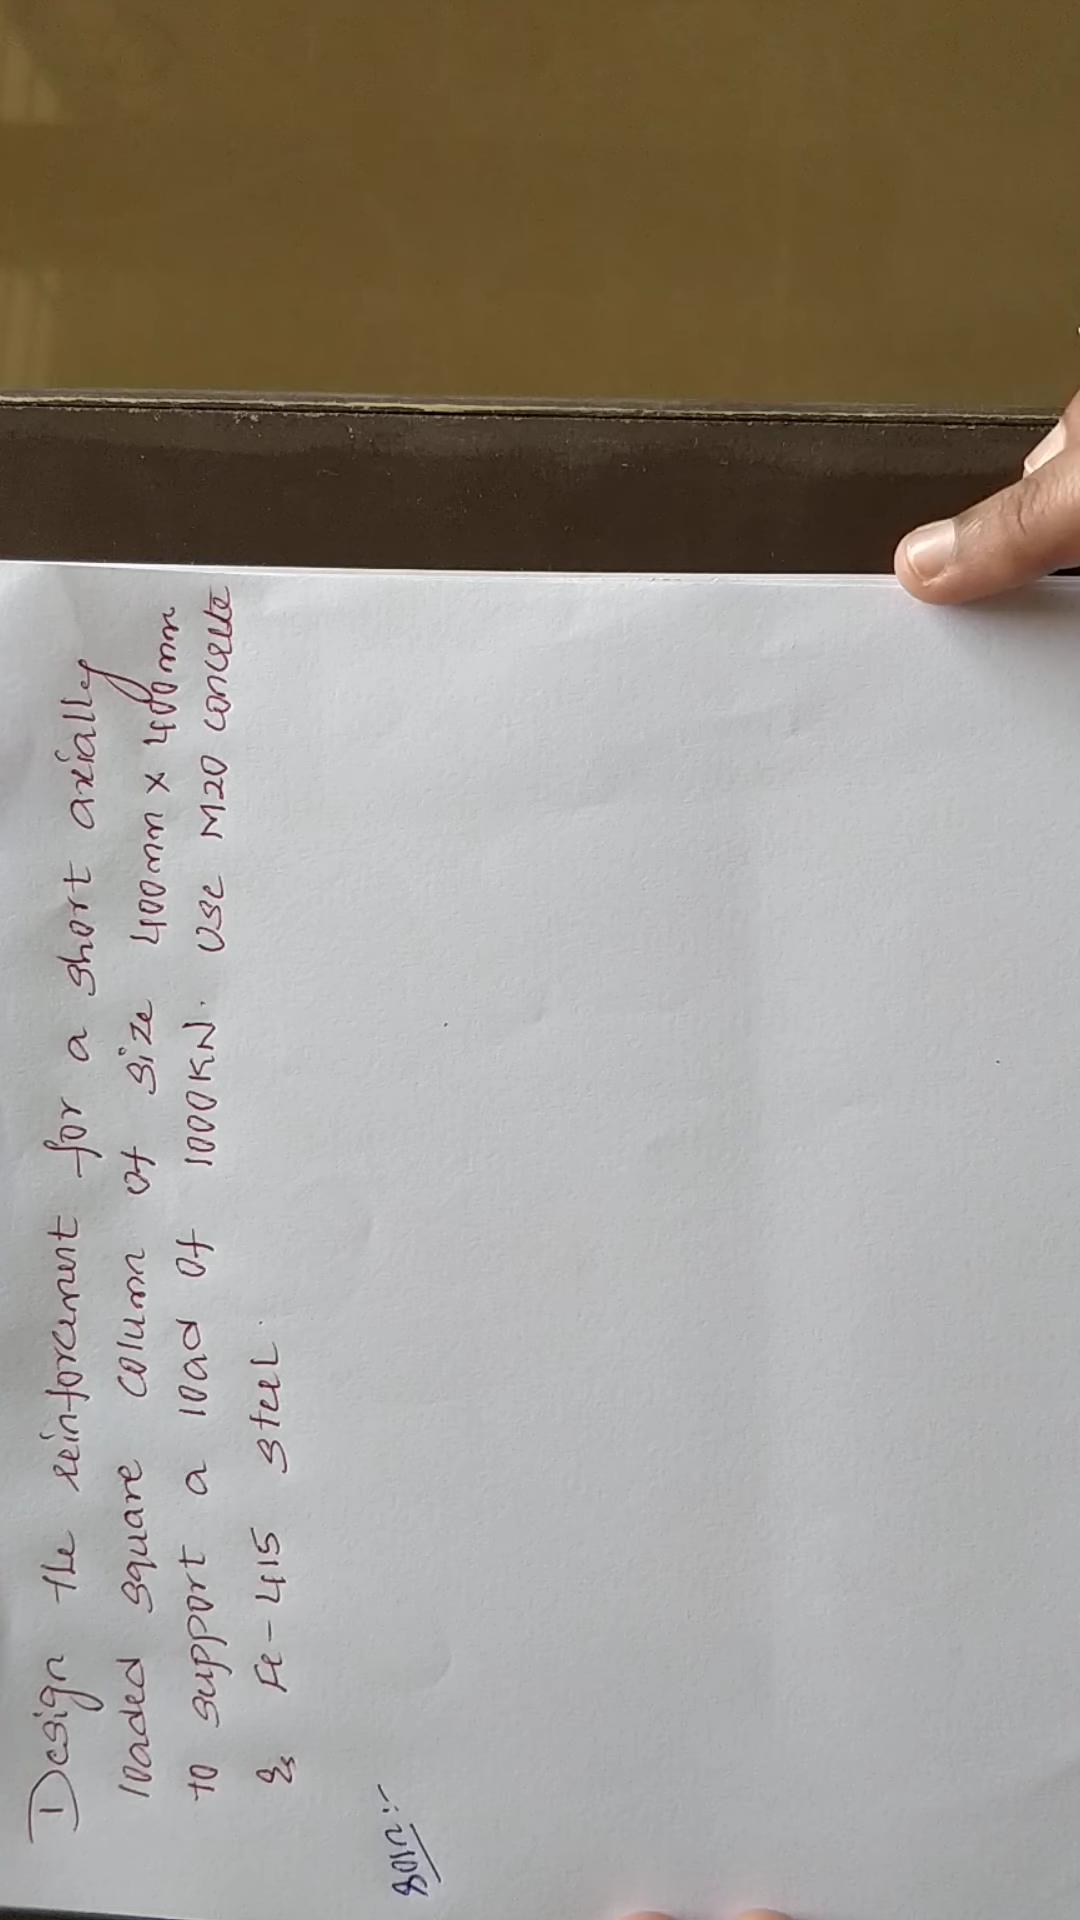 Design the reinforcement for a short axially
loaded square column of size 400mm x 400mm
to support a load of 1000KN. Use M20 concrete
& Fe-415 steel.
Soln:-